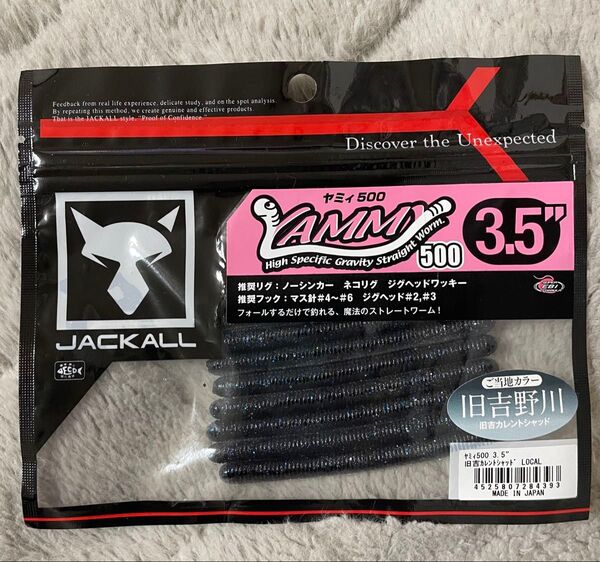 Feedback from real life experience, delicate study, and on the spot analysis.
By repeating this method, we create genuine and effective products.
That is the JACKALL style, "Proof of Confidence."
Discover the Unexpected
ヤミィ500
YAMMY
500
3.5"
High Specific Gravity Straight Worm.
推奨リグ:ノーシンカー ネコリグ ジグヘッドワッキー
推奨フック:マス針#4~#6 ジグヘッド#2,#3
フォールするだけで釣れる、魔法のストレートワーム!
JACKALL
ご当地カラー
旧吉野川
旧吉カレントシャッド
ヤミィ500 3.5"
旧吉カレントシャッド LOCAL
4525807284393
MADE IN JAPAN